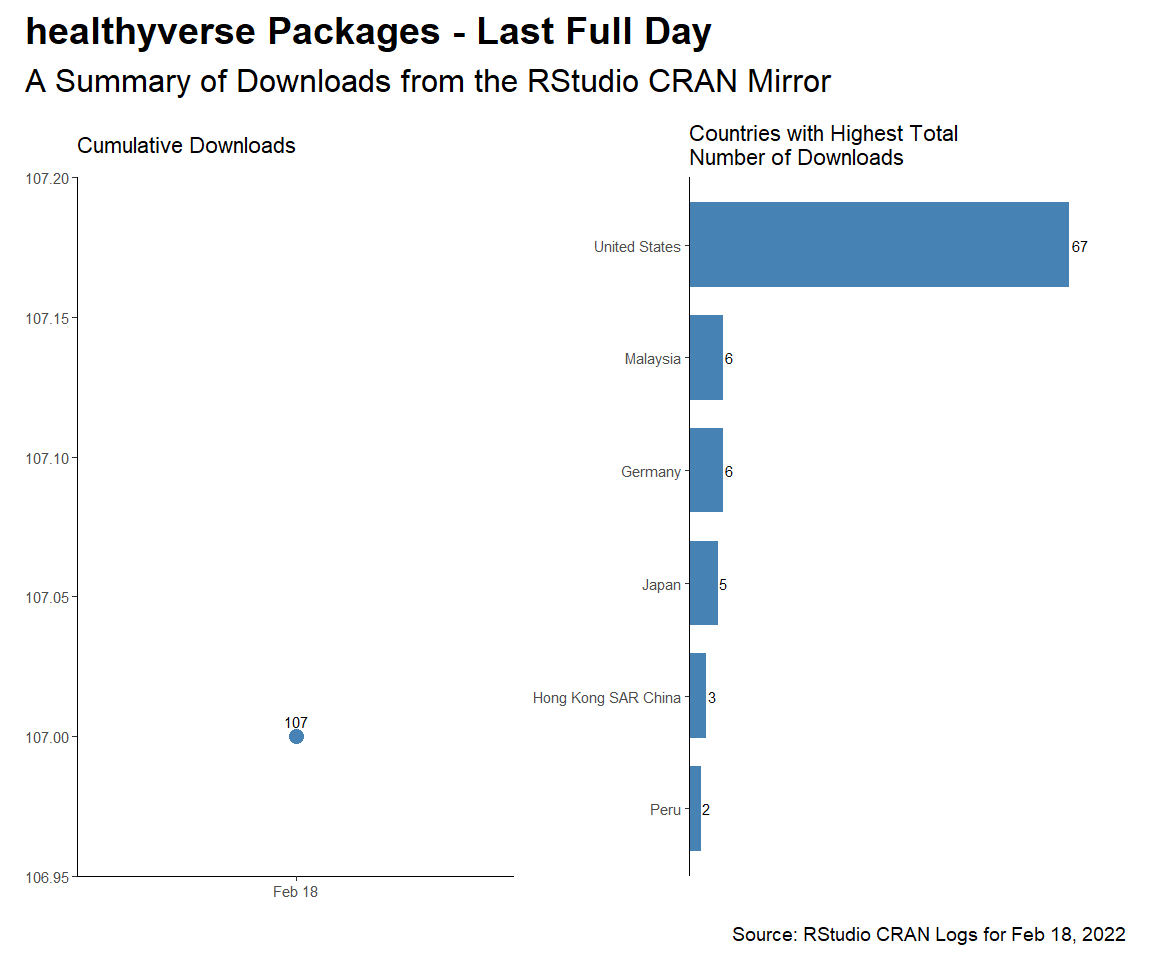 healthyverse Packages - Last Full Day
A Summary of Downloads from the RStudio CRAN Mirror
Cumulative Downloads
107.20
107.15
107.10
107.05
107.00
106.95
107
Feb 18
Countries with Highest Total
Number of Downloads
United States 67
Malaysia 6
Germany 6
Japan 5
Hong Kong SAR China 3
Peru 2
Source: RStudio CRAN Logs for Feb 18, 2022